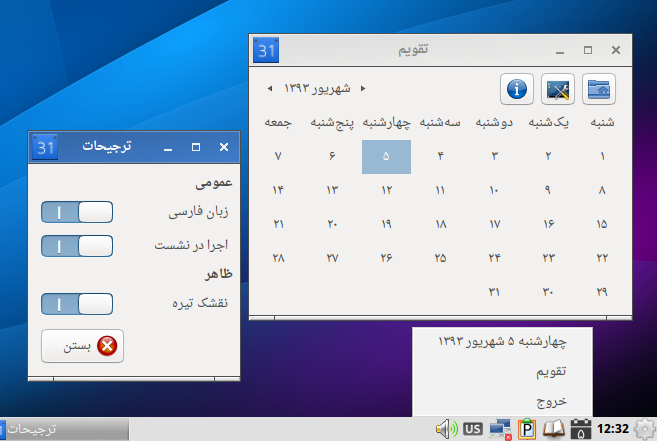 تقویم
31
شهریور ۱۳۹۳
شنبه یک‌شنبه دوشنبه سه‌شنبه چهارشنبه پنج‌شنبه جمعه
۱ ۲ ۳ ۴ ۵ ۶ ۷
۸ ۹ ۱۰ ۱۱ ۱۲ ۱۳ ۱۴
۱۵ ۱۶ ۱۷ ۱۸ ۱۹ ۲۰ ۲۱
۲۲ ۲۳ ۲۴ ۲۵ ۲۶ ۲۷ ۲۸
۲۹ ۳۰ ۳۱
ترجیحات
31
عمومی
زبان فارسی
اجرا در نشست
ظاهر
نقشک تیره
بستن
چهارشنبه ۵ شهریور ۱۳۹۳
تقویم
خروج
31 ترجیحات
US P ۵ 12:32